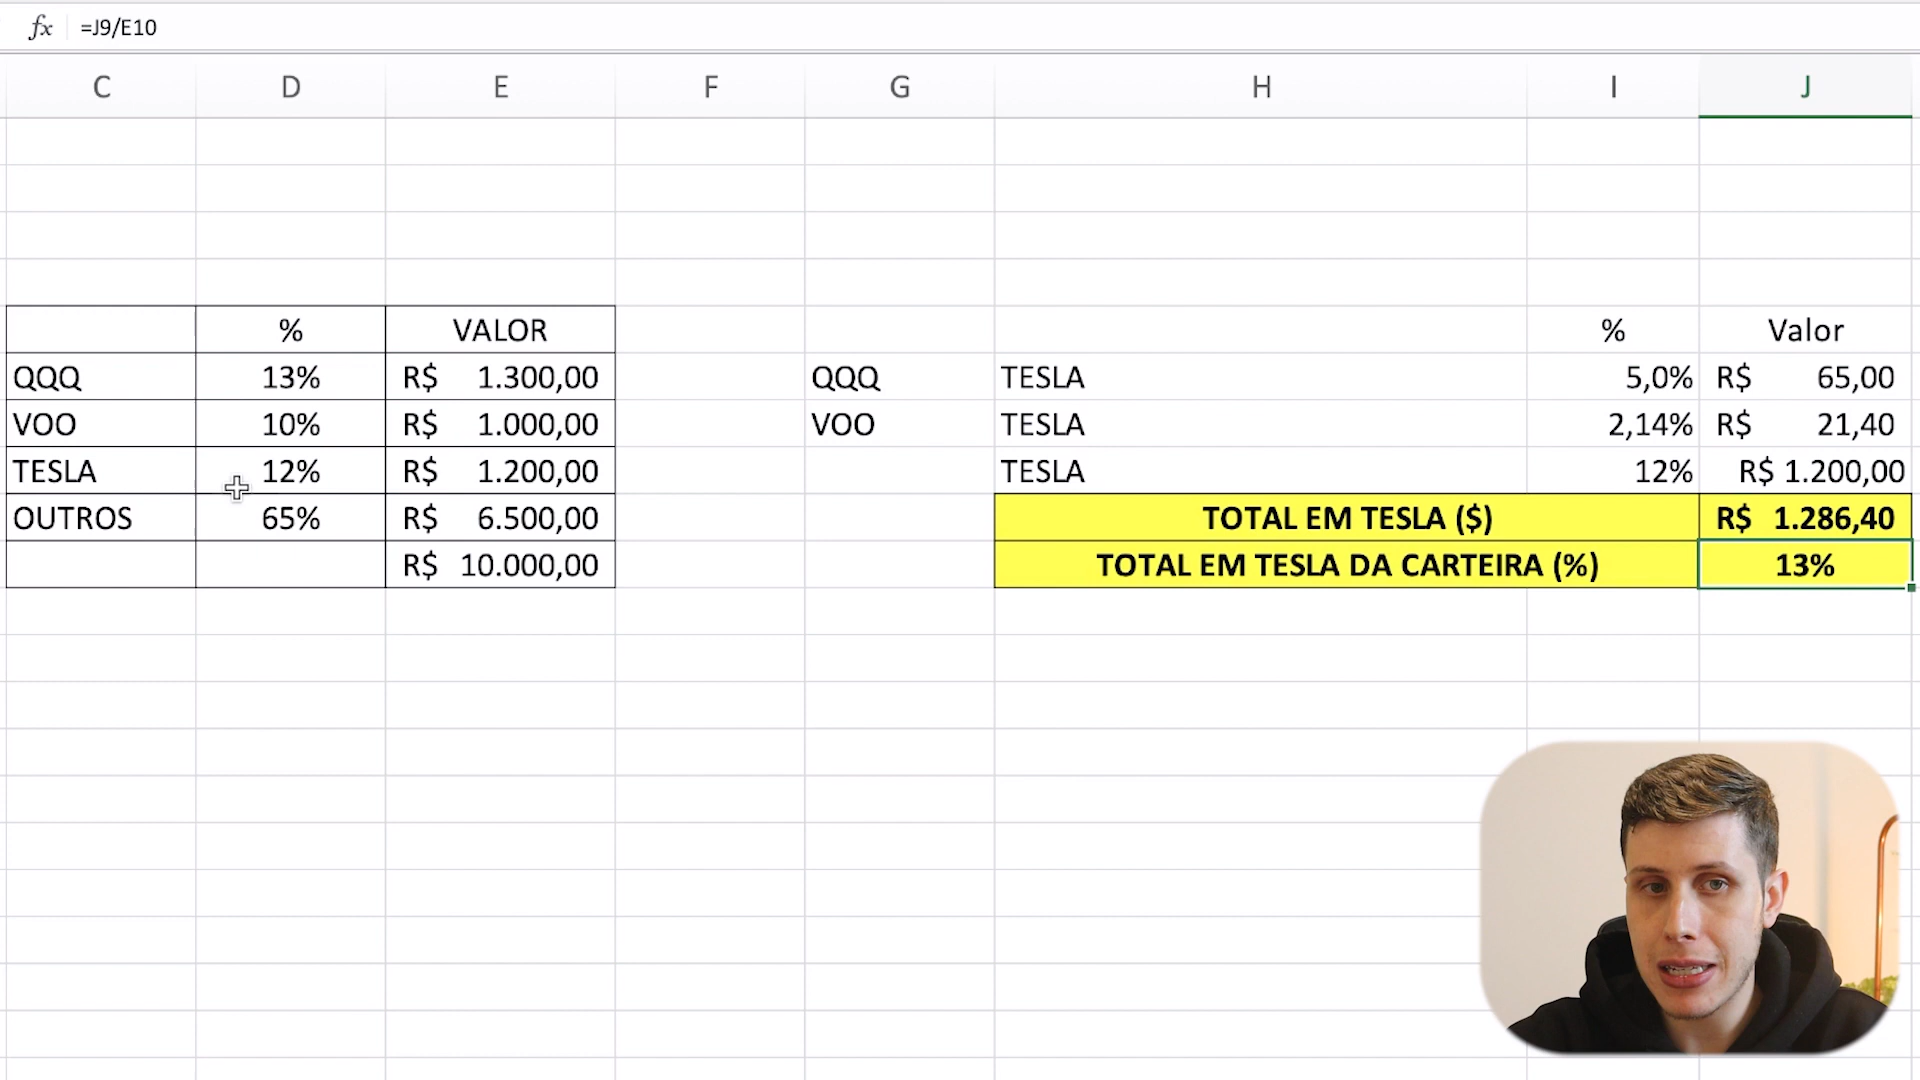 fx =J9/E10
C D E F G H I J
% VALOR % Valor
QQQ 13% R$ 1.300,00 QQQ TESLA 5,0% R$ 65,00
VOO 10% R$ 1.000,00 VOO TESLA 2,14% R$ 21,40
TESLA 12% R$ 1.200,00 TESLA 12% R$ 1.200,00
OUTROS 65% R$ 6.500,00 TOTAL EM TESLA ($) R$ 1.286,40
R$ 10.000,00 TOTAL EM TESLA DA CARTEIRA (%) 13%